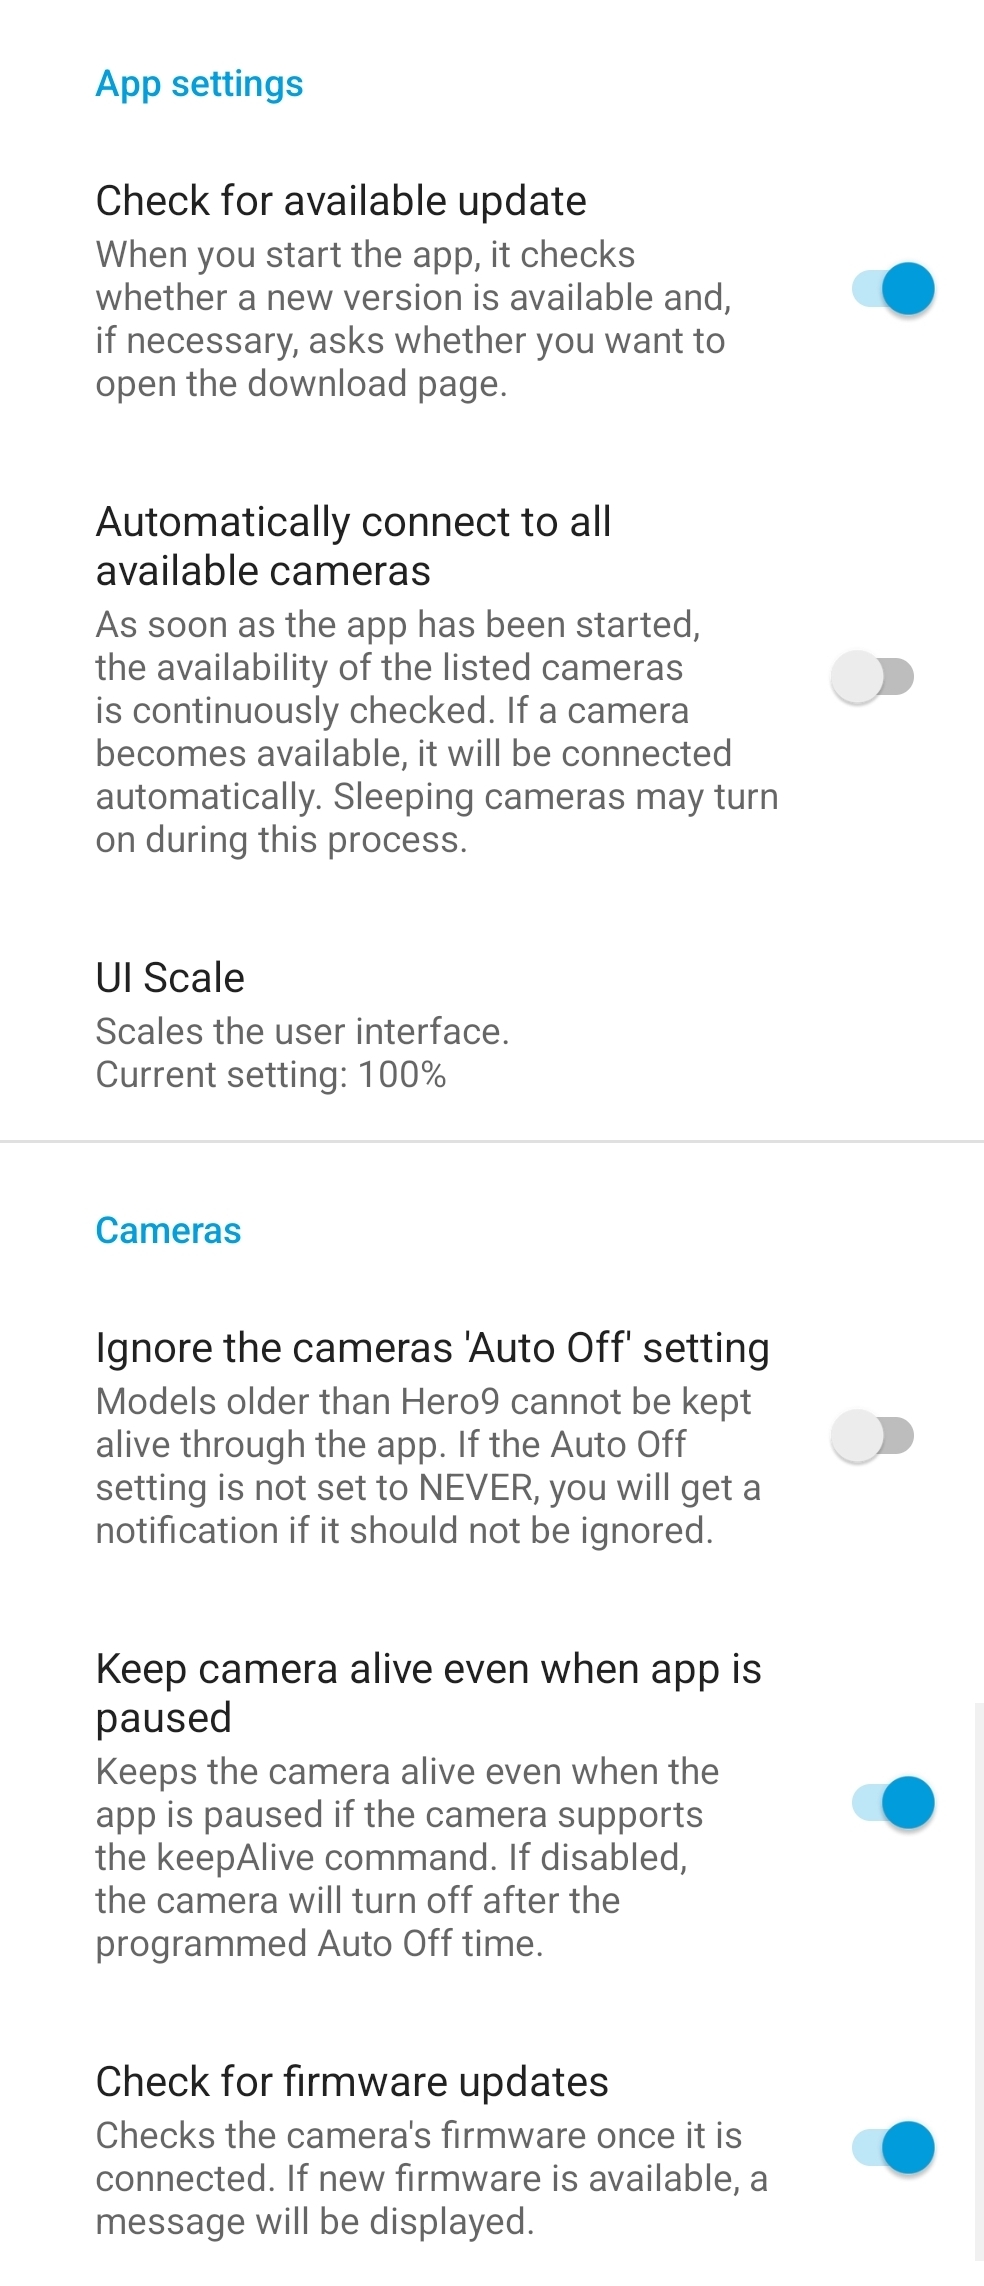 App settings
Check for available update
When you start the app, it checks
whether a new version is available and,
if necessary, asks whether you want to
open the download page.
Automatically connect to all
available cameras
As soon as the app has been started,
the availability of the listed cameras
is continuously checked. If a camera
becomes available, it will be connected
automatically. Sleeping cameras may turn
on during this process.
UI Scale
Scales the user interface.
Current setting: 100%
Cameras
Ignore the cameras 'Auto Off' setting
Models older than Hero9 cannot be kept
alive through the app. If the Auto Off
setting is not set to NEVER, you will get a
notification if it should not be ignored.
Keep camera alive even when app is
paused
Keeps the camera alive even when the
app is paused if the camera supports
the keepAlive command. If disabled,
the camera will turn off after the
programmed Auto Off time.
Check for firmware updates
Checks the camera's firmware once it is
connected. If new firmware is available, a
message will be displayed.